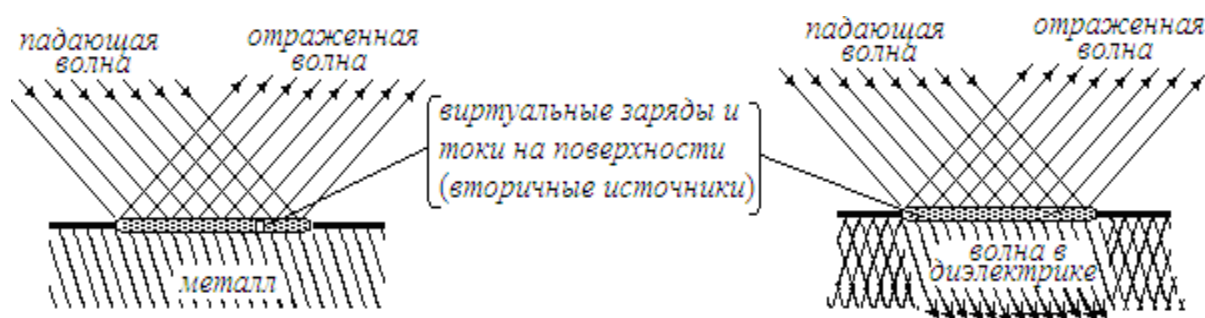 падающая
волна
отраженная
волна
виртуальные заряды и
токи на поверхности
(вторичные источники)
металл
падающая
волна
отраженная
волна
волна в
диэлектрике